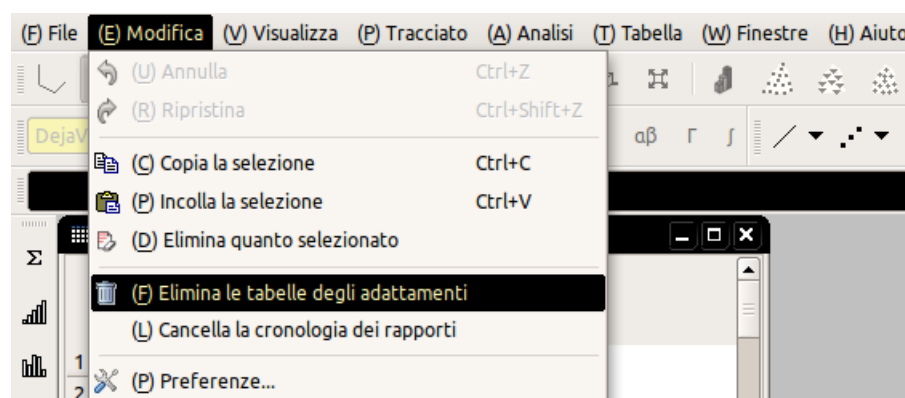 (F) File (E) Modifica (V) Visualizza (P) Tracciato (A) Analisi (T) Tabella (W) Finestre (H) Aiuto
(U) Annulla Ctrl+Z
(R) Ripristina Ctrl+Shift+Z
DejaV αβ Γ ∫
(C) Copia la selezione Ctrl+C
(P) Incolla la selezione Ctrl+V
(D) Elimina quanto selezionato
Σ
(F) Elimina le tabelle degli adattamenti
(L) Cancella la cronologia dei rapporti
1
(P) Preferenze...
2